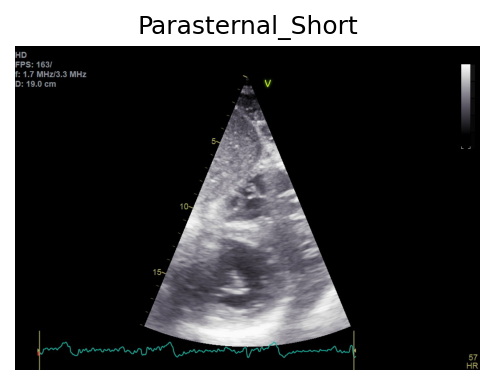 Parasternal_Short
HD
FPS: 163/
f: 1.7 MHz/3.3 MHz
D: 19.0 cm
V
5
10
15
57
HR